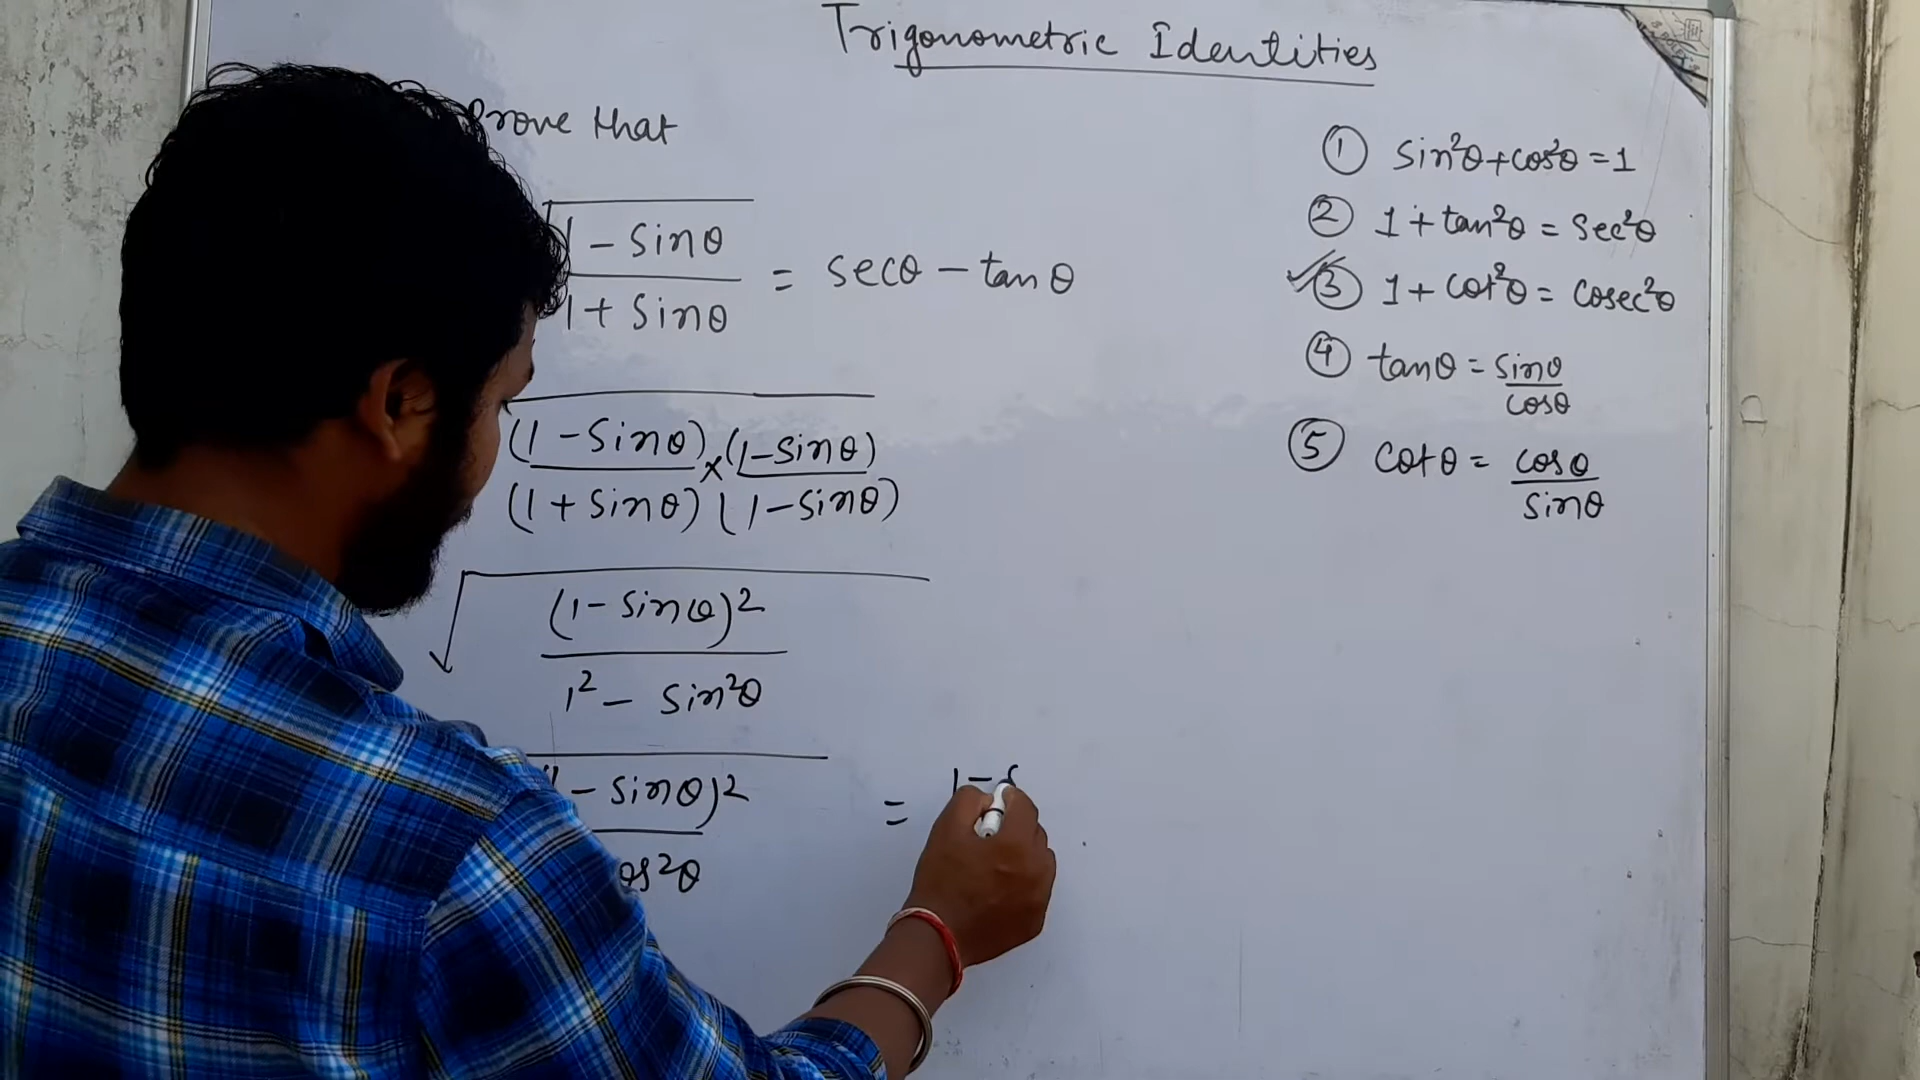 Trigonometric Identities
Prove that
1 - sinθ
1 + sinθ
= secθ - tanθ
(1 - sinθ) × (1 - sinθ)
(1 + sinθ) (1 - sinθ)
√
(1 - sinθ)²
1² - sin²θ
- sinθ)²
os²θ
= 1 -
① sin²θ + cos²θ = 1
② 1 + tan²θ = sec²θ
✓③ 1 + cot²θ = cosec²θ
④ tanθ = sinθ
cosθ
⑤ cotθ = cosθ
sinθ